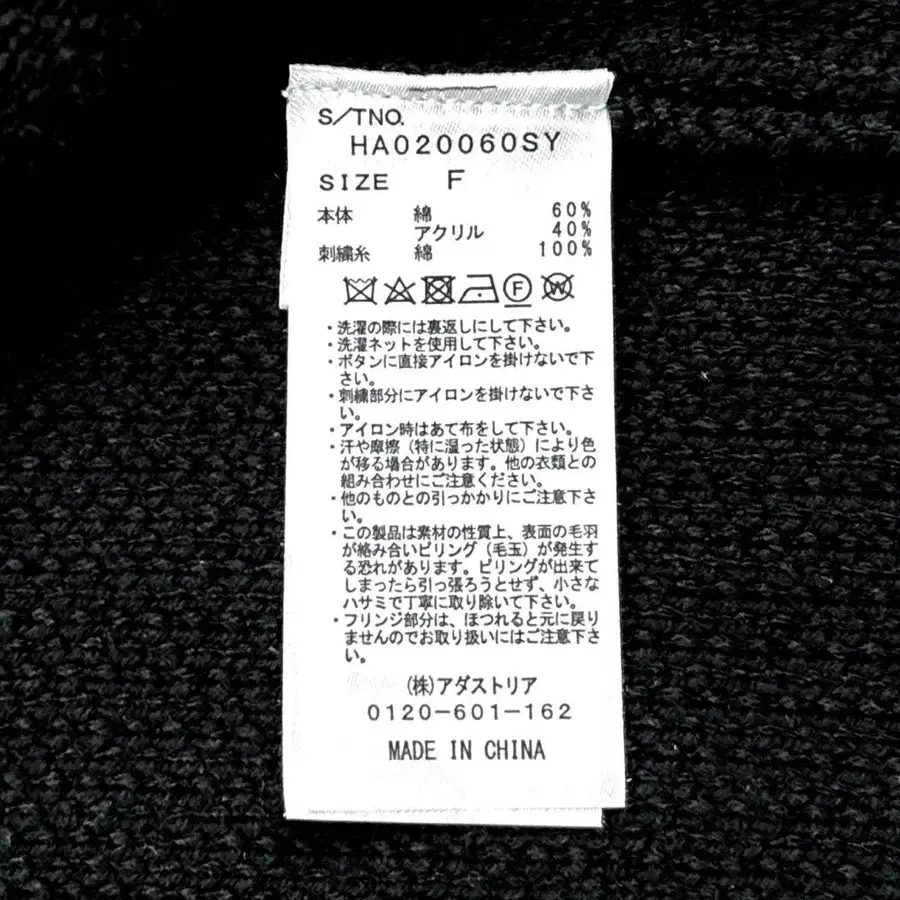 S/TNO.
HA020060SY
SIZE F
本体 綿 60%
アクリル 40%
刺繍糸 綿 100%
F W
・洗濯の際には裏返しにして下さい。
・洗濯ネットを使用して下さい。
・ボタンに直接アイロンを掛けないで下
さい。
・刺繍部分にアイロンを掛けないで下さ
い。
・アイロン時はあて布をして下さい。
・汗や摩擦（特に湿った状態）により色
が移る場合があります。他の衣類との
組み合わせにご注意ください。
・他のものとの引っかかりにご注意下さ
い。
・この製品は素材の性質上、表面の毛羽
が絡み合いピリング（毛玉）が発生す
る恐れがあります。ピリングが出来て
しまったら引っ張ろうとせず、小さな
ハサミで丁寧に取り除いて下さい。
・フリンジ部分は、ほつれると元に戻り
ませんのでお取り扱いにはご注意下さ
い。
(株)アダストリア
0120-601-162
MADE IN CHINA